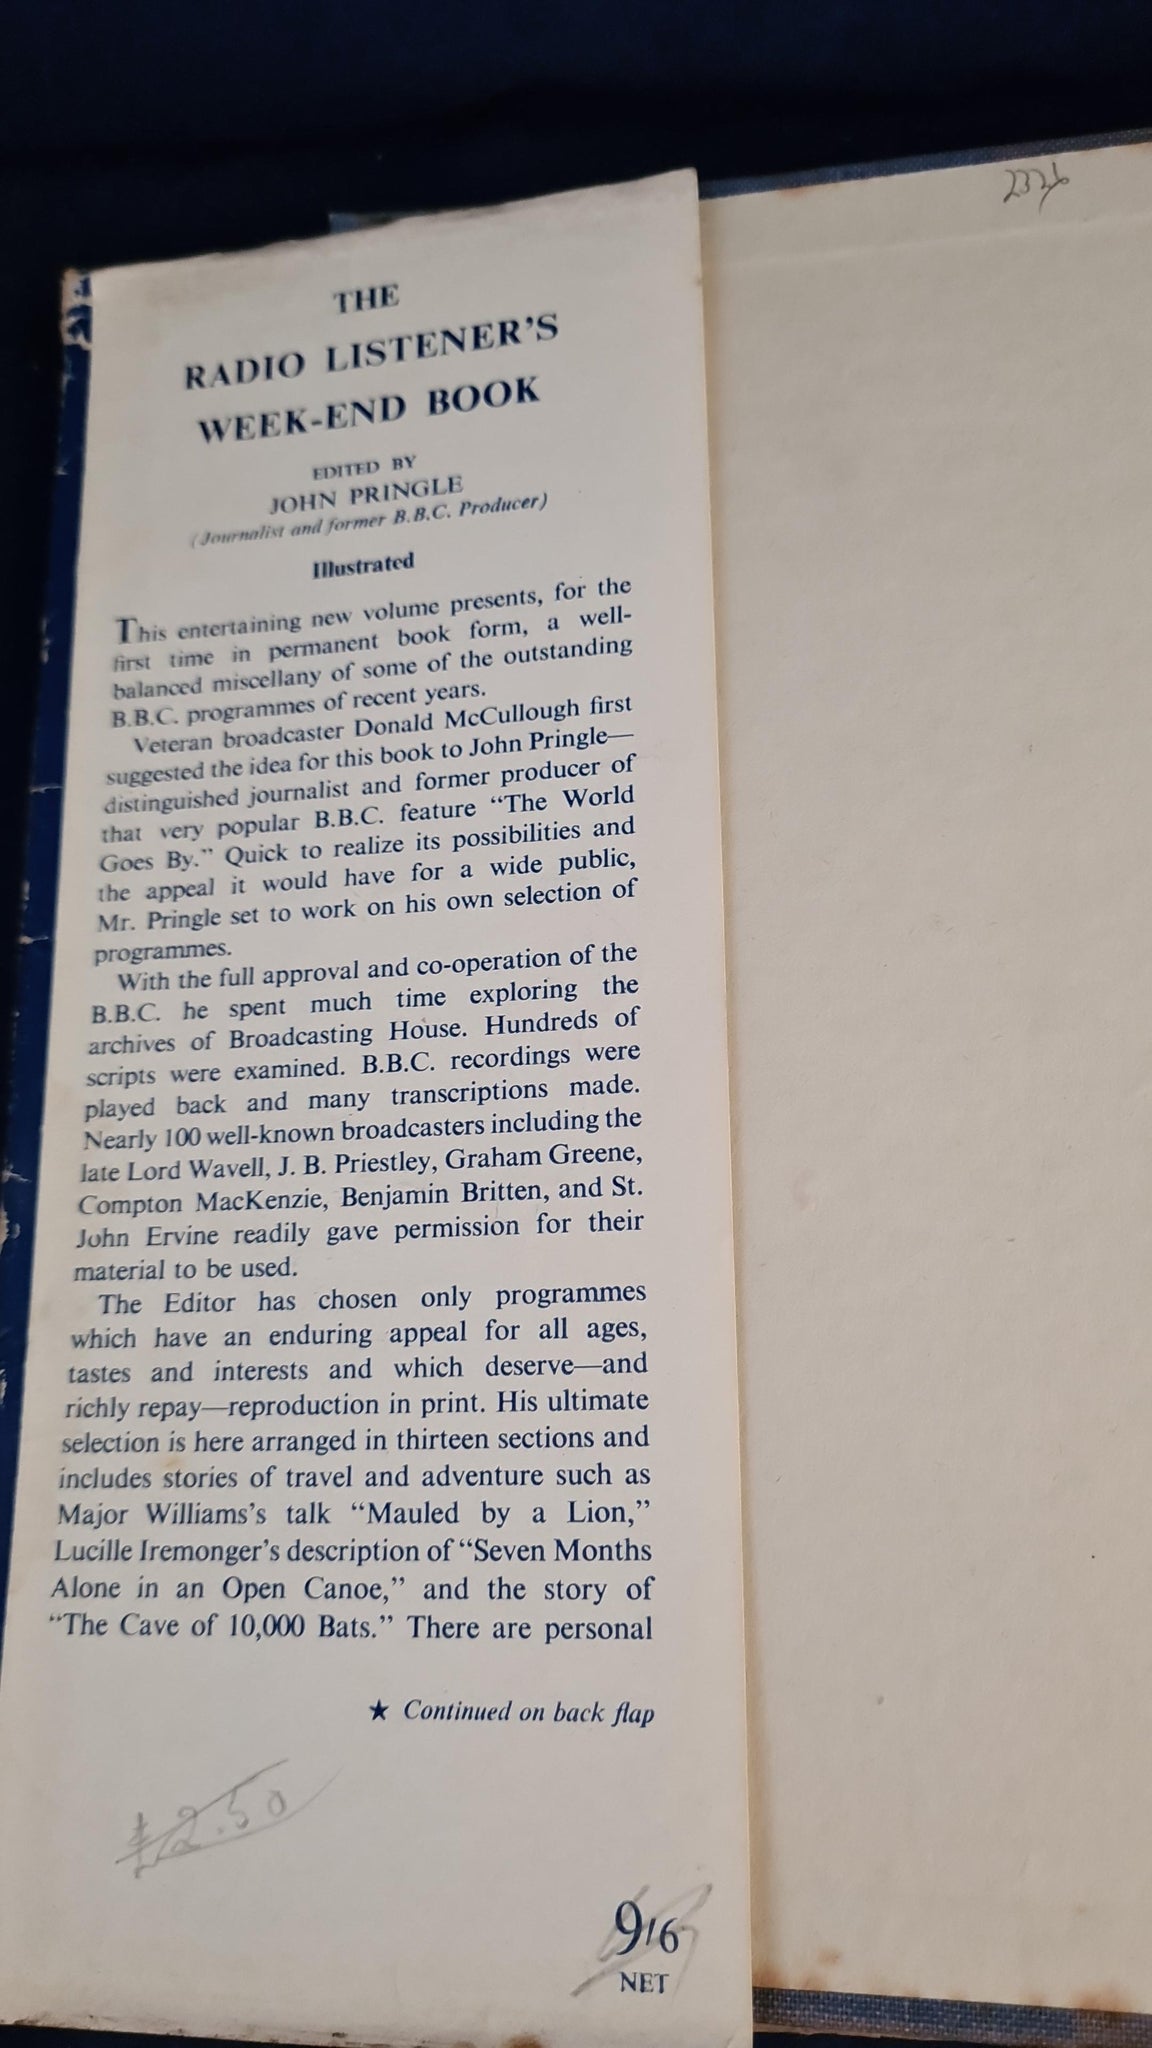 THE
RADIO LISTENER'S
WEEK-END BOOK
EDITED BY
JOHN PRINGLE
(Journalist and former B.B.C. Producer)
Illustrated
This entertaining new volume presents, for the
first time in permanent book form, a well-
balanced miscellany of some of the outstanding
B.B.C. programmes of recent years.
Veteran broadcaster Donald McCullough first
suggested the idea for this book to John Pringle—
distinguished journalist and former producer of
that very popular B.B.C. feature “The World
Goes By.” Quick to realize its possibilities and
the appeal it would have for a wide public,
Mr. Pringle set to work on his own selection of
programmes.
With the full approval and co-operation of the
B.B.C. he spent much time exploring the
archives of Broadcasting House. Hundreds of
scripts were examined. B.B.C. recordings were
played back and many transcriptions made.
Nearly 100 well-known broadcasters including the
late Lord Wavell, J. B. Priestley, Graham Greene,
Compton MacKenzie, Benjamin Britten, and St.
John Ervine readily gave permission for their
material to be used.
The Editor has chosen only programmes
which have an enduring appeal for all ages,
tastes and interests and which deserve—and
richly repay—reproduction in print. His ultimate
selection is here arranged in thirteen sections and
includes stories of travel and adventure such as
Major Williams's talk “Mauled by a Lion,”
Lucille Iremonger's description of “Seven Months
Alone in an Open Canoe,” and the story of
“The Cave of 10,000 Bats.” There are personal
★ Continued on back flap
£2.50
9/6
NET